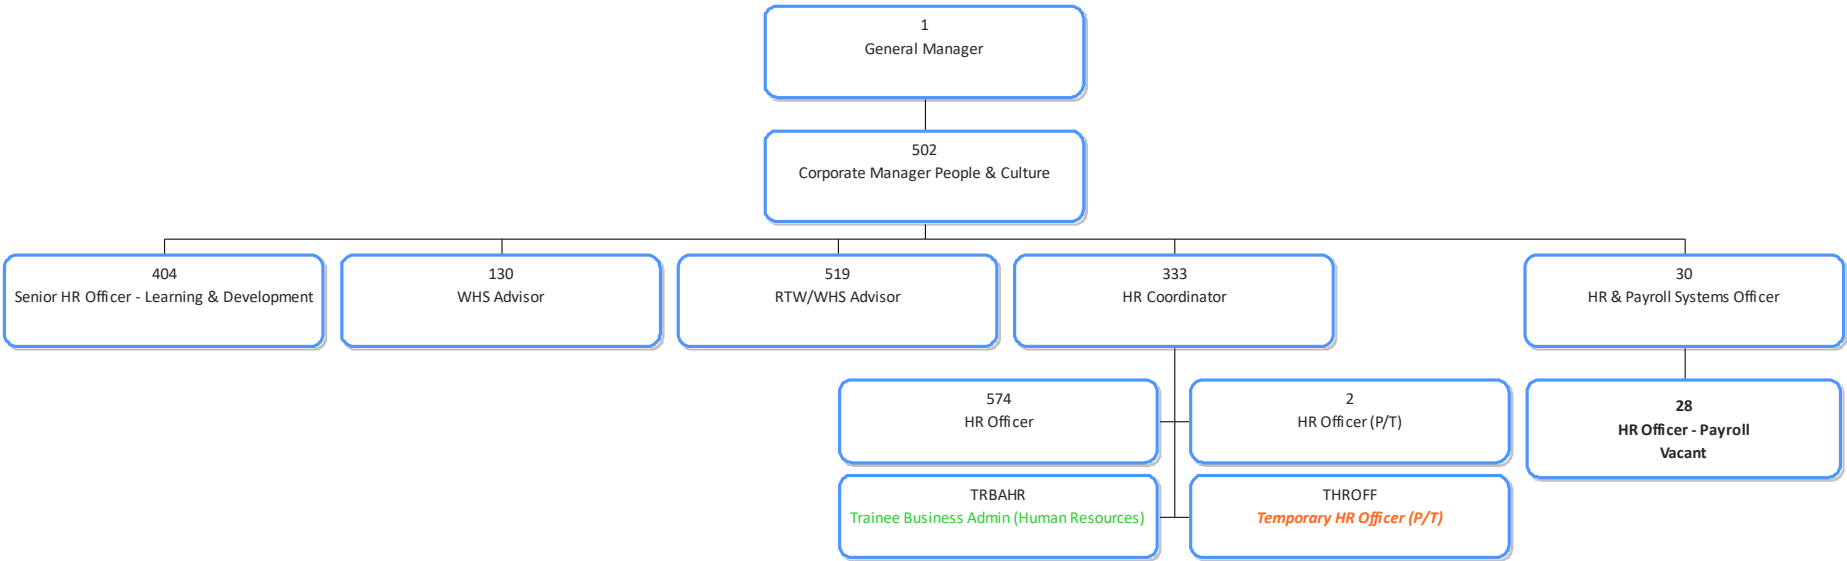 1
General Manager
502
Corporate Manager People & Culture
404
Senior HR Officer - Learning & Development
130
WHS Advisor
519
RTW/WHS Advisor
333
HR Coordinator
30
HR & Payroll Systems Officer
574
HR Officer
2
HR Officer (P/T)
28
HR Officer - Payroll
Vacant
TRBAHR
Trainee Business Admin (Human Resources)
THROFF
Temporary HR Officer (P/T)